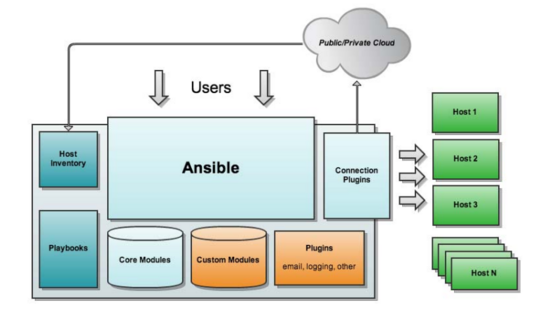 Public/Private Cloud
Users
Host
Inventory
Ansible
Connection
Plugins
Host 1
Host 2
Host 3
Host N
Playbooks
Core Modules
Custom Modules
Plugins
email, logging, other